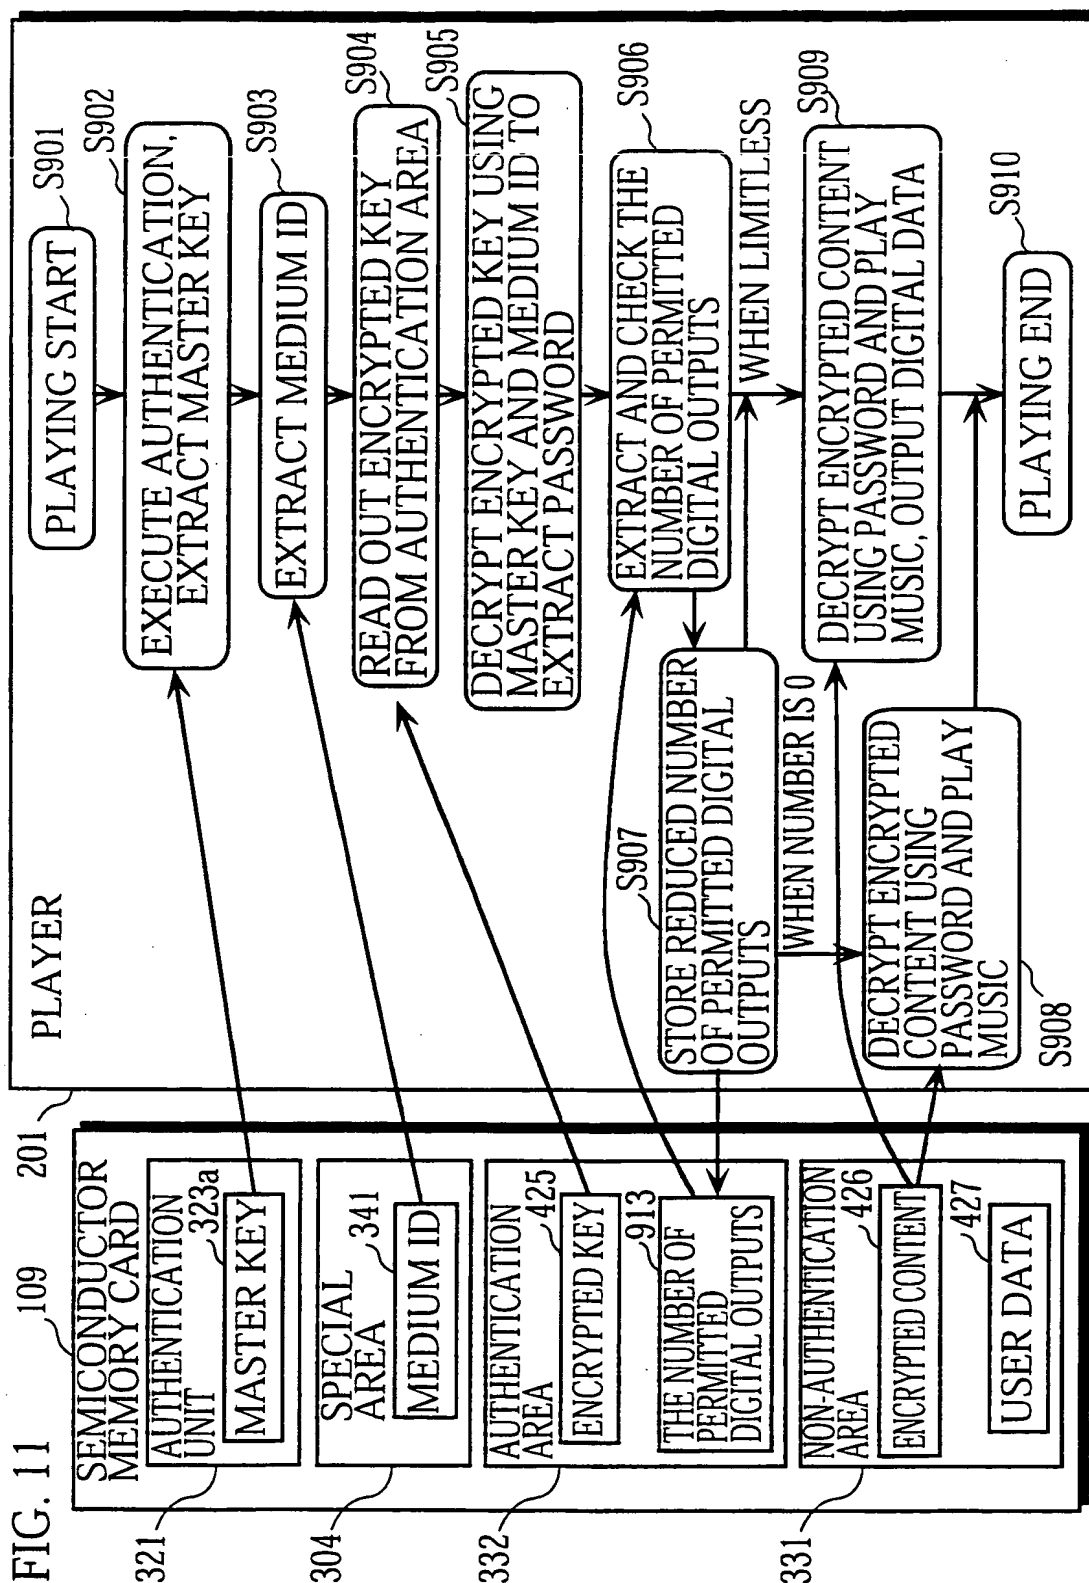 FIG. 11
109
201
SEMICONDUCTOR
MEMORY CARD
321
AUTHENTICATION
UNIT
323a
MASTER KEY
304
SPECIAL
AREA
341
MEDIUM ID
332
AUTHENTICATION
AREA
425
ENCRYPTED KEY
913
THE NUMBER OF
PERMITTED
DIGITAL OUTPUTS
331
NON-AUTHENTICATION
AREA
426
ENCRYPTED CONTENT
427
USER DATA
PLAYER
PLAYING START
S901
EXECUTE AUTHENTICATION,
EXTRACT MASTER KEY
S902
EXTRACT MEDIUM ID
S903
READ OUT ENCRYPTED KEY
FROM AUTHENTICATION AREA
S904
DECRYPT ENCRYPTED KEY USING
MASTER KEY AND MEDIUM ID TO
EXTRACT PASSWORD
S905
EXTRACT AND CHECK THE
NUMBER OF PERMITTED
DIGITAL OUTPUTS
S906
S907
STORE REDUCED NUMBER
OF PERMITTED DIGITAL
OUTPUTS
WHEN LIMITLESS
WHEN NUMBER IS 0
DECRYPT ENCRYPTED
CONTENT USING
PASSWORD AND PLAY
MUSIC
S908
DECRYPT ENCRYPTED CONTENT
USING PASSWORD AND PLAY
MUSIC, OUTPUT DIGITAL DATA
S909
PLAYING END
S910